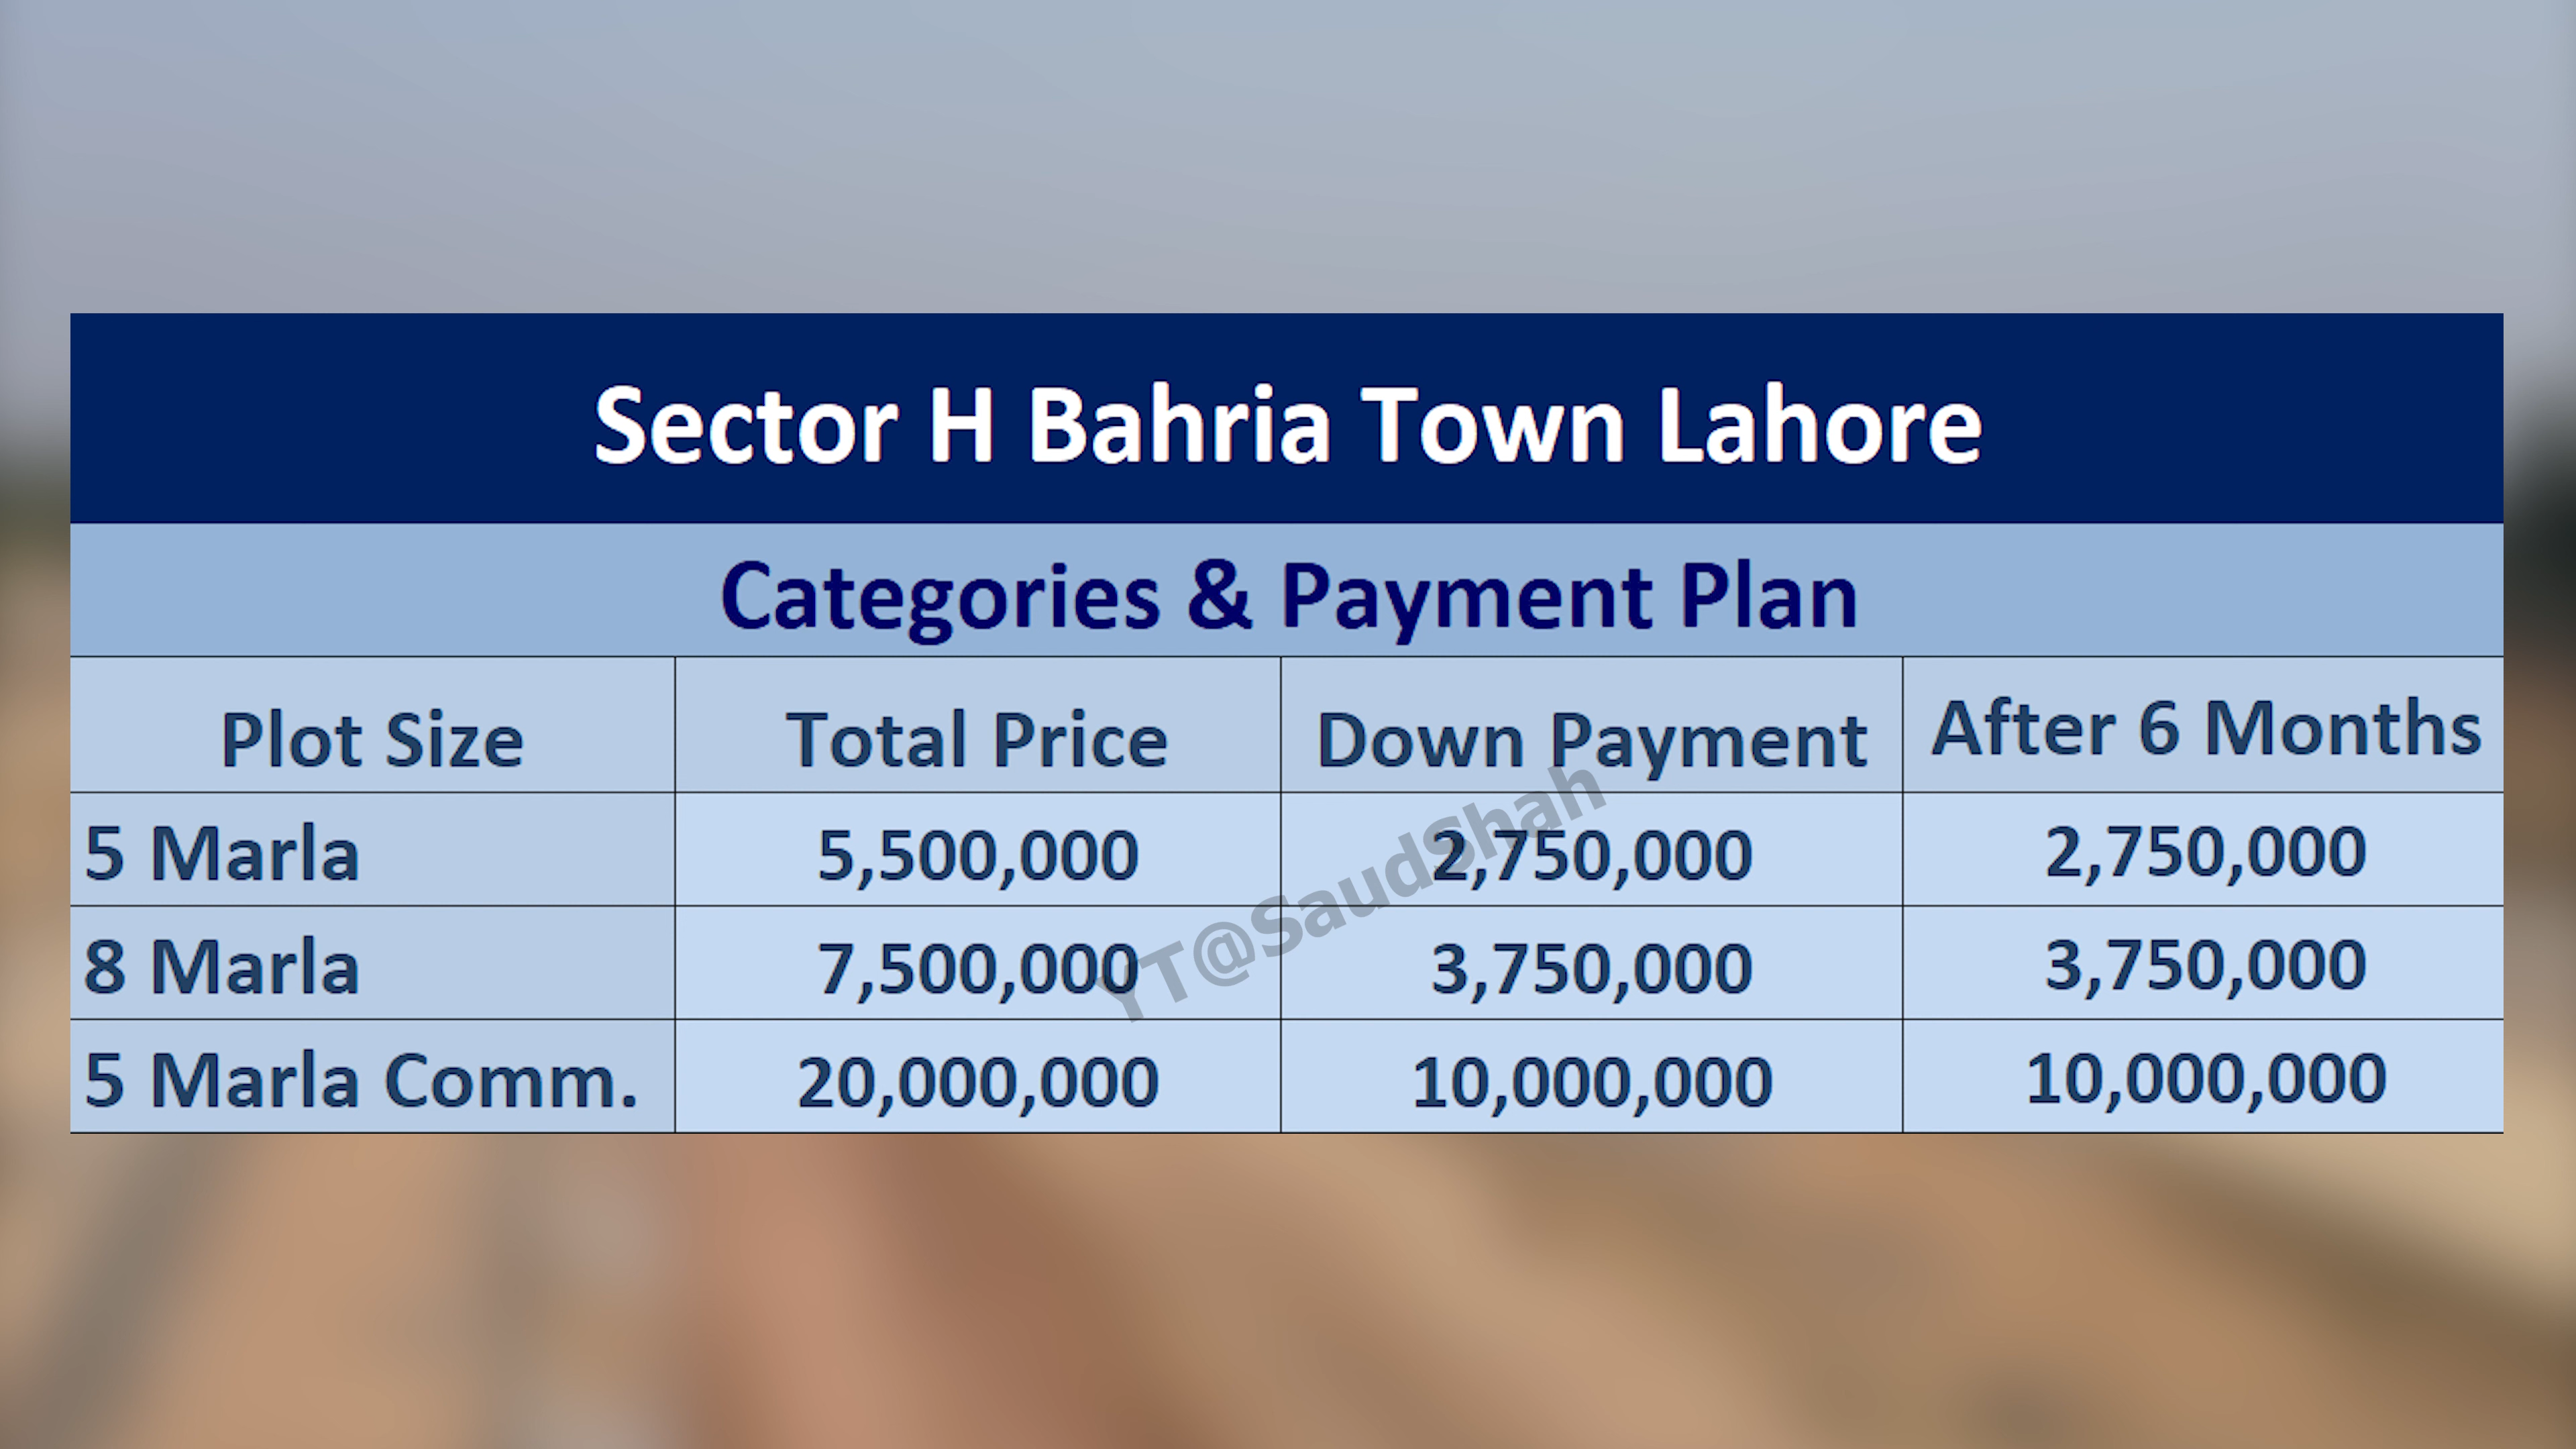 Sector H Bahria Town Lahore
Categories & Payment Plan
Plot Size Total Price Down Payment After 6 Months
5 Marla 5,500,000 2,750,000 2,750,000
8 Marla 7,500,000 3,750,000 3,750,000
5 Marla Comm. 20,000,000 10,000,000 10,000,000
YT@SaudShah